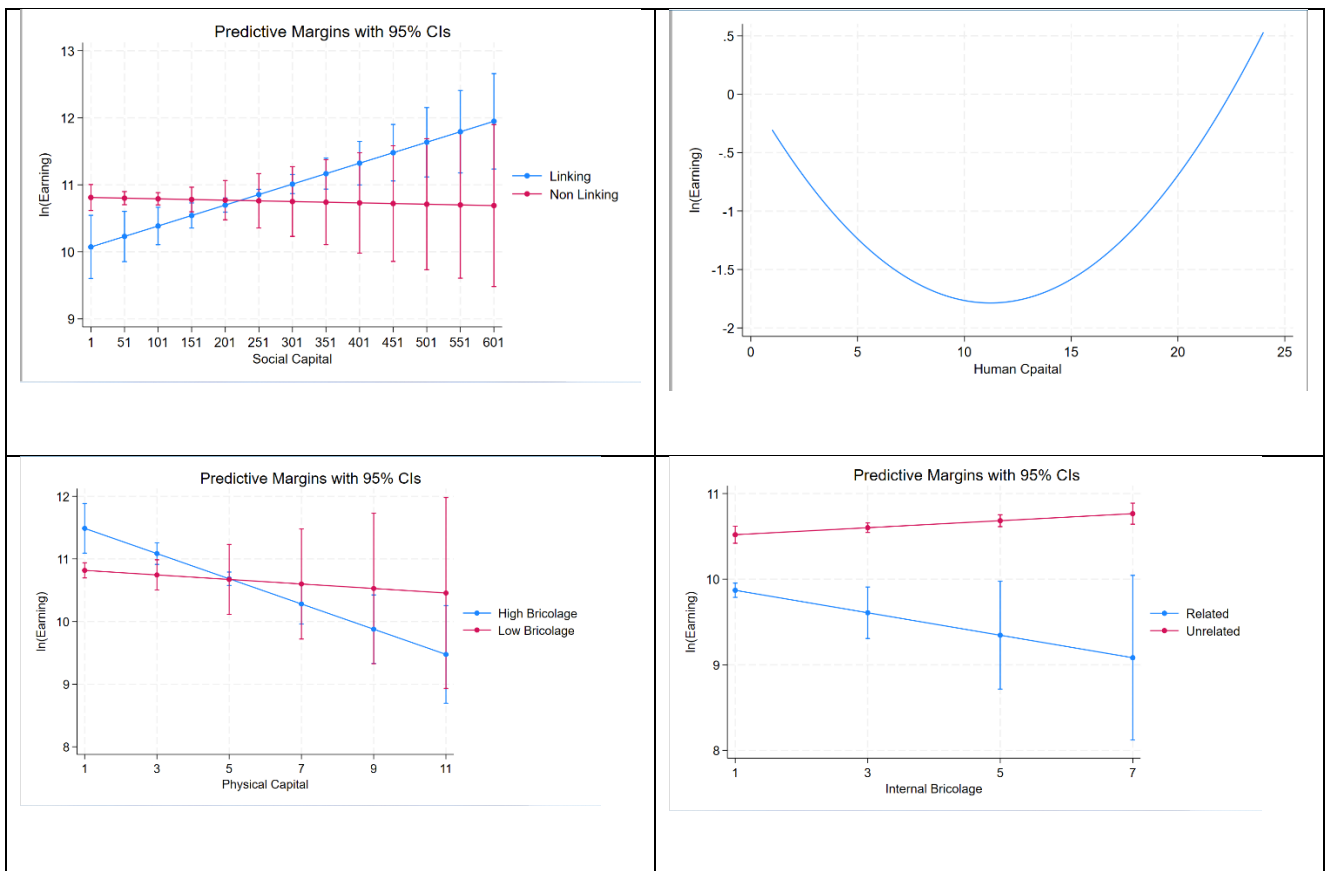 Predictive Margins with 95% CIs
13
12
11
10
9
ln(Earning)
1 51 101 151 201 251 301 351 401 451 501 551 601
Social Capital
Linking
Non Linking
.5
0
-.5
-1
-1.5
-2
ln(Earning)
0 5 10 15 20 25
Human Cpaital
Predictive Margins with 95% CIs
12
11
10
9
8
ln(Earning)
1 3 5 7 9 11
Physical Capital
High Bricolage
Low Bricolage
Predictive Margins with 95% CIs
11
10
9
8
ln(Earning)
1 3 5 7
Internal Bricolage
Related
Unrelated